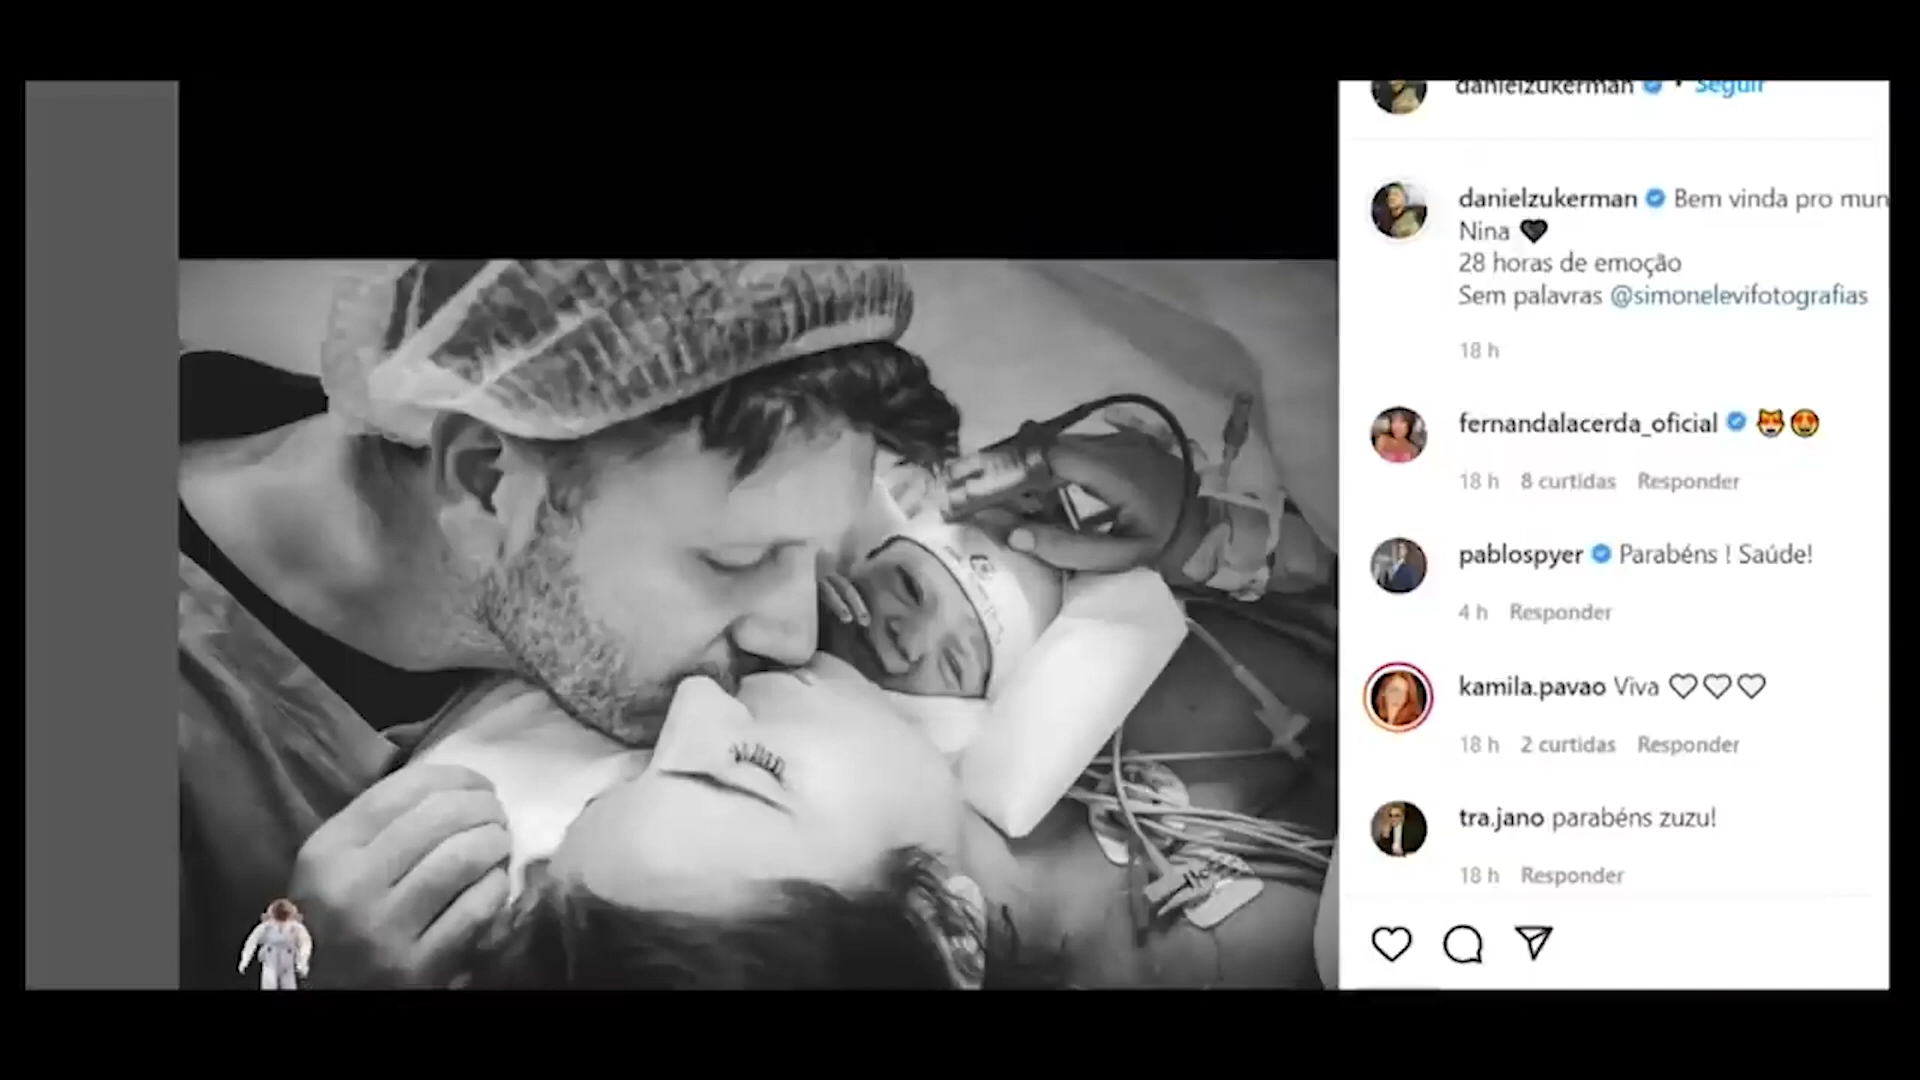 danielzukerman • Seguir
danielzukerman Bem vinda pro mun
Nina 🖤
28 horas de emoção
Sem palavras @simonelevifotografias
18 h
fernandalacerda_oficial 😻😍
18 h 8 curtidas Responder
pablospyer Parabéns ! Saúde!
4 h Responder
kamila.pavao Viva ♡♡♡
18 h 2 curtidas Responder
tra.jano parabéns zuzu!
18 h Responder